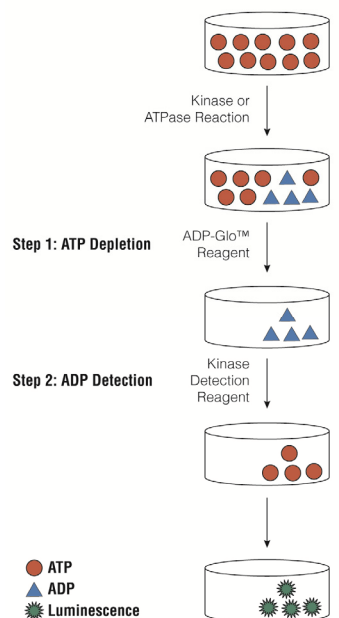 Kinase or
ATPase Reaction
Step 1: ATP Depletion
ADP-Glo™
Reagent
Step 2: ADP Detection
Kinase
Detection
Reagent
ATP
ADP
Luminescence